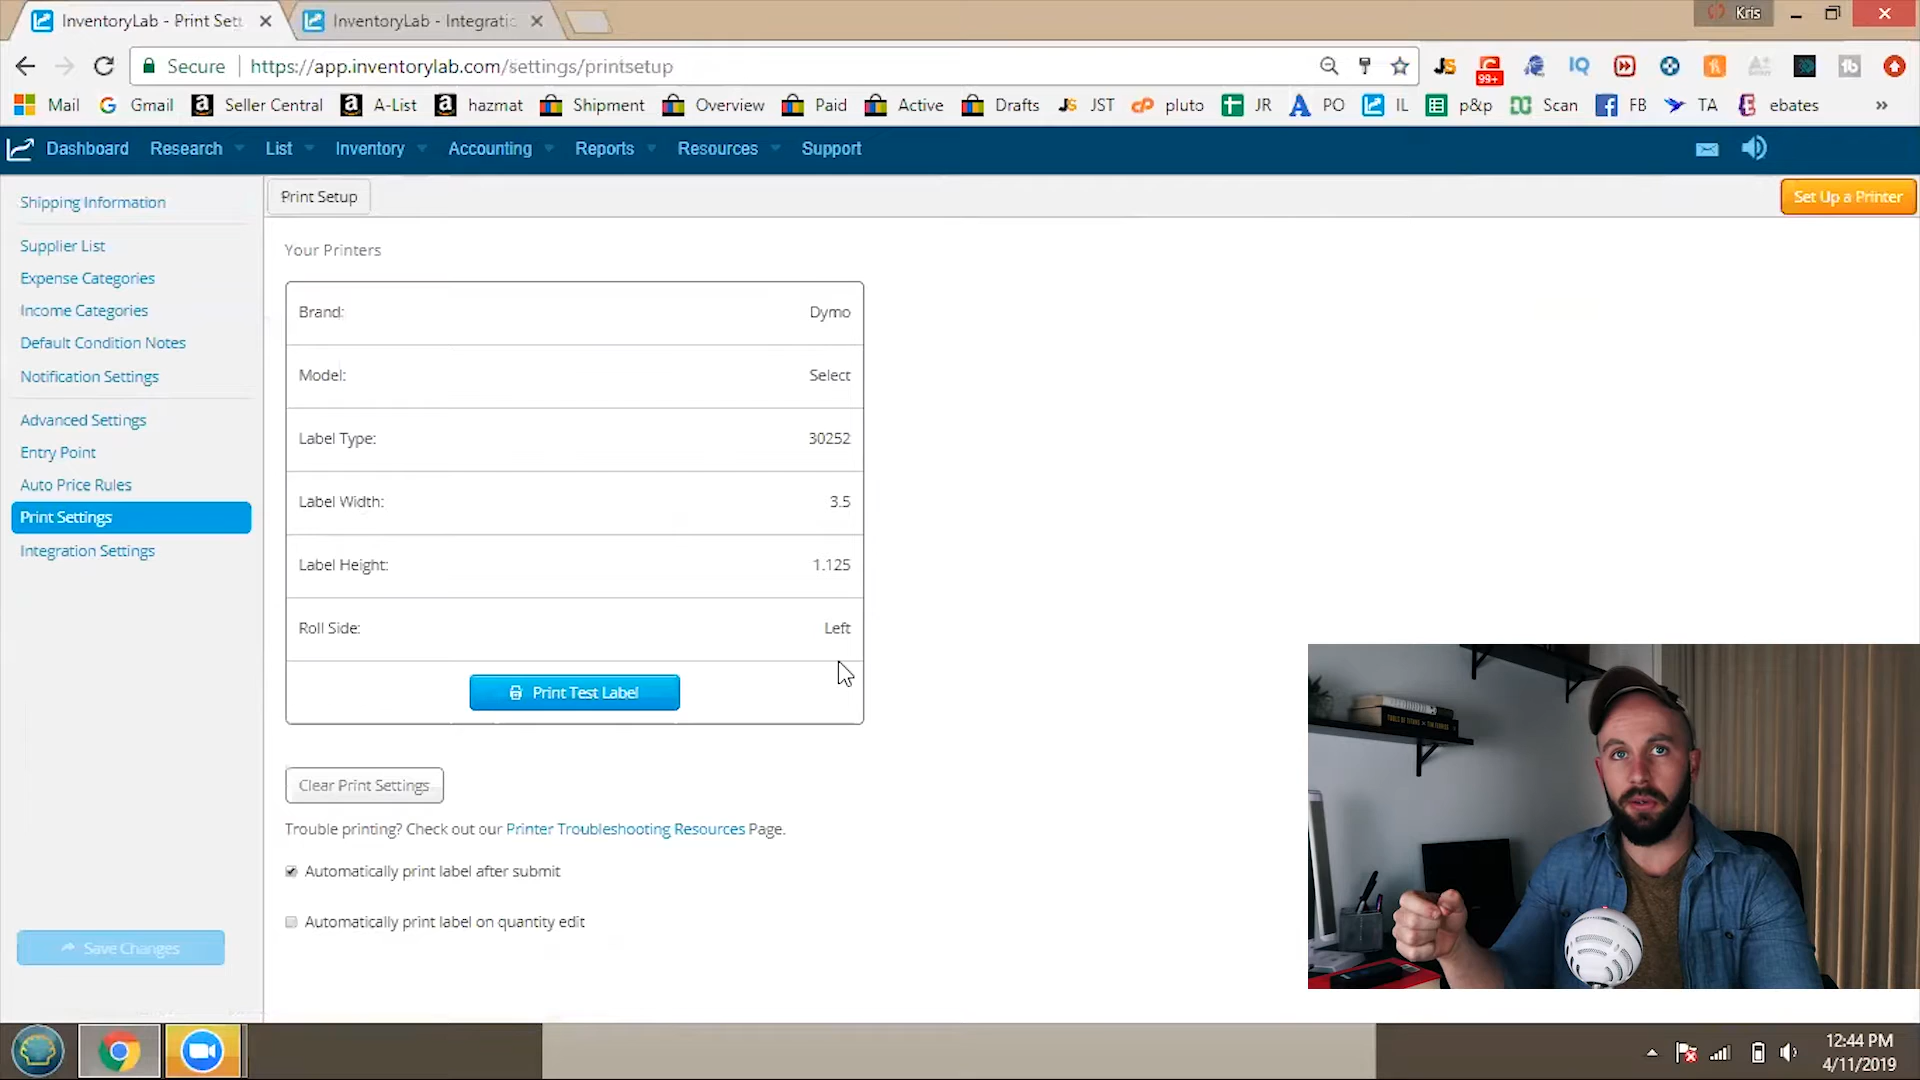 InventoryLab - Print Sett
InventoryLab - Integratio
Kris
Secure
https://app.inventorylab.com/settings/printsetup
99+
Mail
Gmail
Seller Central
A-List
hazmat
Shipment
Overview
Paid
Active
Drafts
JST
pluto
JR
PO
IL
p&p
Scan
FB
TA
ebates
Dashboard
Research
List
Inventory
Accounting
Reports
Resources
Support
Shipping Information
Supplier List
Expense Categories
Income Categories
Default Condition Notes
Notification Settings
Advanced Settings
Entry Point
Auto Price Rules
Print Settings
Integration Settings
Save Changes
Print Setup
Set Up a Printer
Your Printers
Brand: Dymo
Model: Select
Label Type: 30252
Label Width: 3.5
Label Height: 1.125
Roll Side: Left
Print Test Label
Clear Print Settings
Trouble printing? Check out our Printer Troubleshooting Resources Page.
Automatically print label after submit
Automatically print label on quantity edit
12:44 PM
4/11/2019